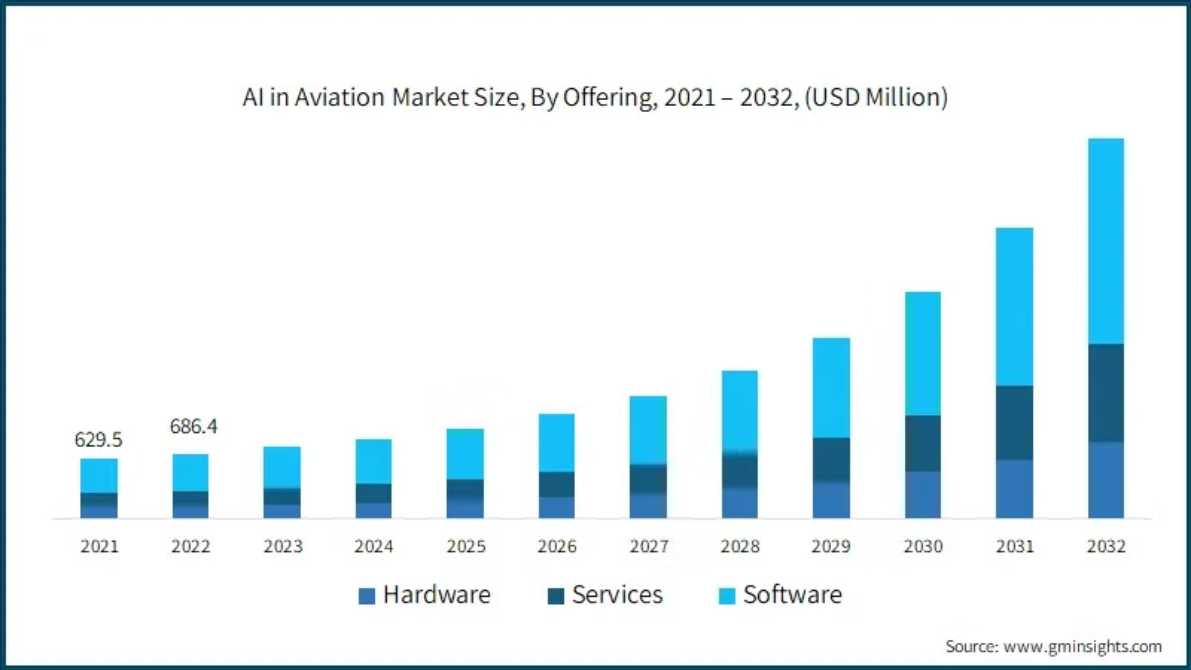 AI in Aviation Market Size, By Offering, 2021 – 2032, (USD Million)
629.5
686.4
2021 2022 2023 2024 2025 2026 2027 2028 2029 2030 2031 2032
Hardware Services Software
Source: www.gminsights.com